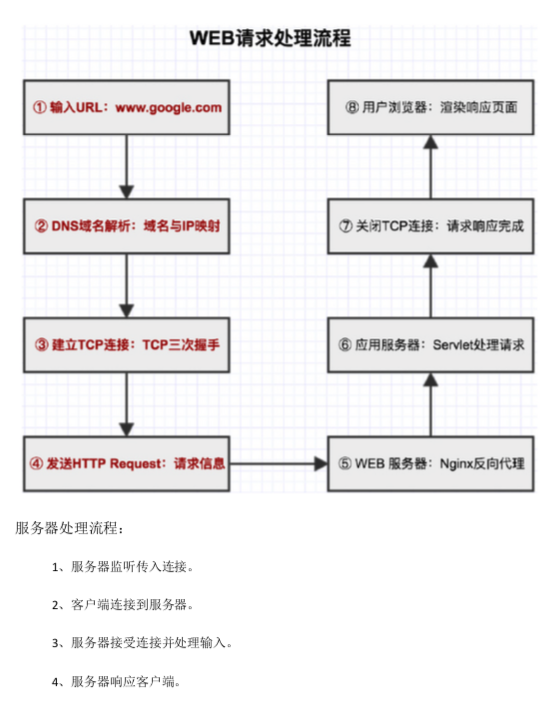 WEB请求处理流程
① 输入URL：www.google.com
② DNS域名解析：域名与IP映射
③ 建立TCP连接：TCP三次握手
④ 发送HTTP Request：请求信息
⑤ WEB 服务器：Nginx反向代理
⑥ 应用服务器：Servlet处理请求
⑦ 关闭TCP连接：请求响应完成
⑧ 用户浏览器：渲染响应页面
服务器处理流程：
1、服务器监听传入连接。
2、客户端连接到服务器。
3、服务器接受连接并处理输入。
4、服务器响应客户端。